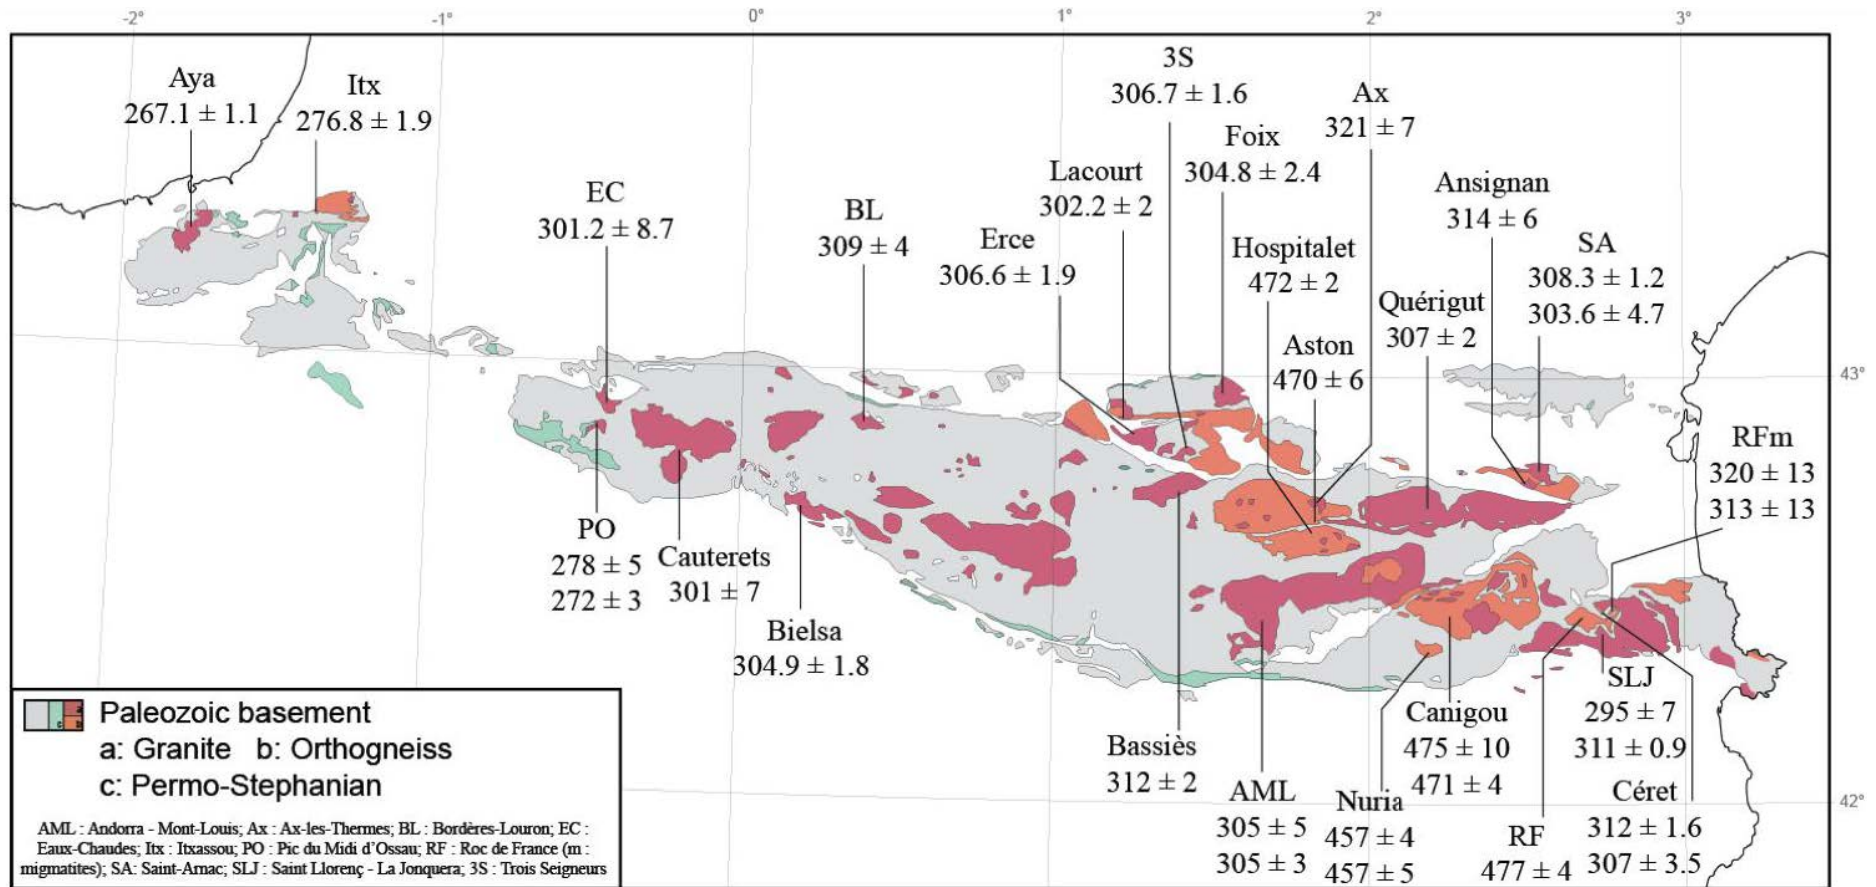 -2°
-1°
0°
1°
2°
3°
Aya
267.1 ± 1.1
Itx
276.8 ± 1.9
EC
301.2 ± 8.7
BL
309 ± 4
Erce
306.6 ± 1.9
Lacourt
302.2 ± 2
3S
306.7 ± 1.6
Foix
304.8 ± 2.4
Hospitalet
472 ± 2
Aston
470 ± 6
Ax
321 ± 7
Quérigut
307 ± 2
Ansignan
314 ± 6
SA
308.3 ± 1.2
303.6 ± 4.7
43°
RFm
320 ± 13
313 ± 13
PO
278 ± 5
272 ± 3
Cauterets
301 ± 7
Bielsa
304.9 ± 1.8
Bassiès
312 ± 2
AML
305 ± 5
305 ± 3
Nuria
457 ± 4
457 ± 5
Canigou
475 ± 10
471 ± 4
RF
477 ± 4
SLJ
295 ± 7
311 ± 0.9
Céret
312 ± 1.6
307 ± 3.5
42°
a
c
b
Paleozoic basement
a: Granite b: Orthogneiss
c: Permo-Stephanian
AML : Andorra - Mont-Louis; Ax : Ax-les-Thermes; BL : Bordères-Louron; EC :
Eaux-Chaudes; Itx : Itxassou; PO : Pic du Midi d'Ossau; RF : Roc de France (m :
migmatites); SA: Saint-Arnac; SLJ : Saint Llorenç - La Jonquera; 3S : Trois Seigneurs